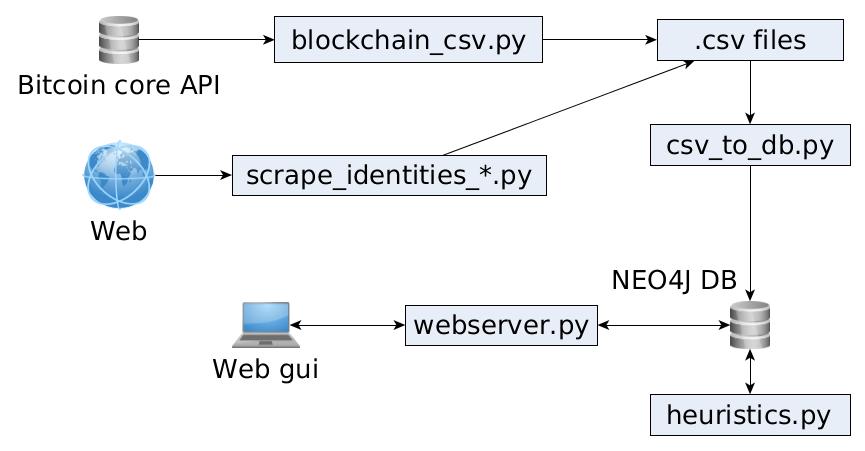 blockchain_csv.py
.csv files
Bitcoin core API
csv_to_db.py
scrape_identities_*.py
Web
NEO4J DB
webserver.py
Web gui
heuristics.py